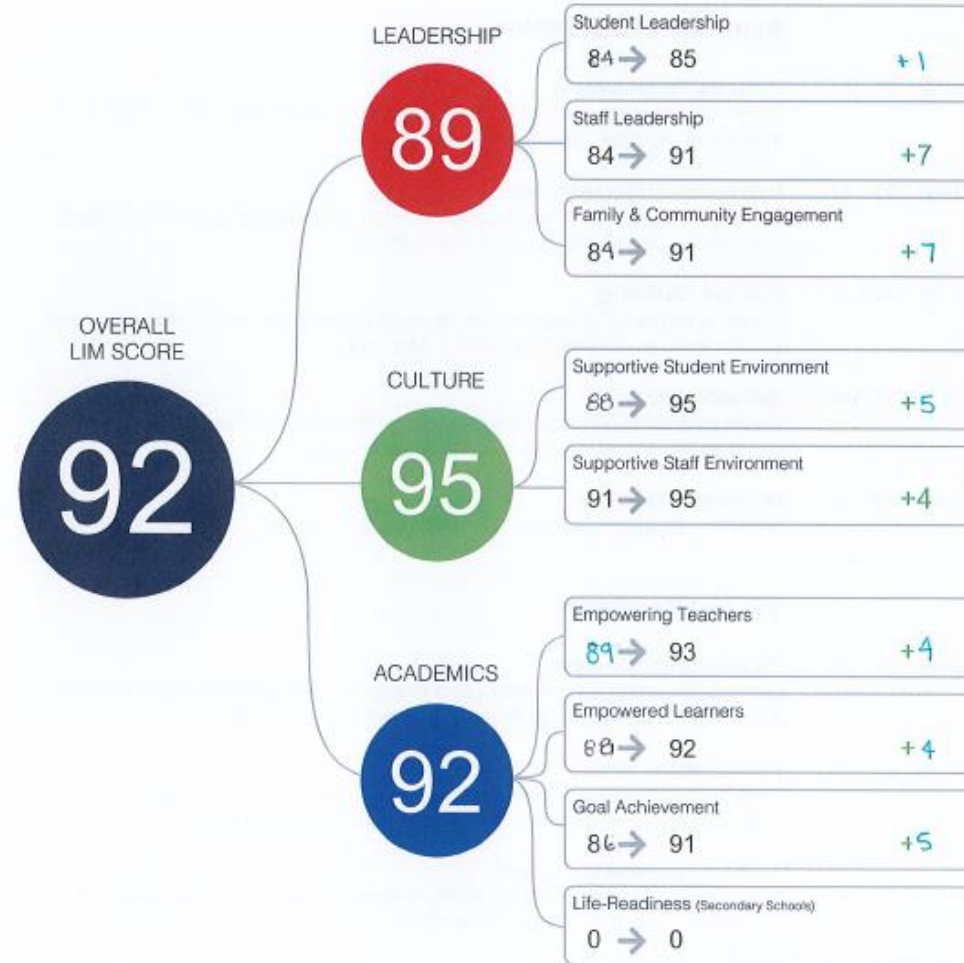 LEADERSHIP
89
Student Leadership
84 → 85 +1
Staff Leadership
84 → 91 +7
Family & Community Engagement
84 → 91 +7
OVERALL
LIM SCORE
92
CULTURE
95
Supportive Student Environment
→ 95 +5
Supportive Staff Environment
91 → 95 +4
ACADEMICS
92
Empowering Teachers
89 → 93 +4
Empowered Learners
88 → 92 +4
Goal Achievement
86 → 91 +5
Life-Readiness (Secondary Schools)
0 → 0